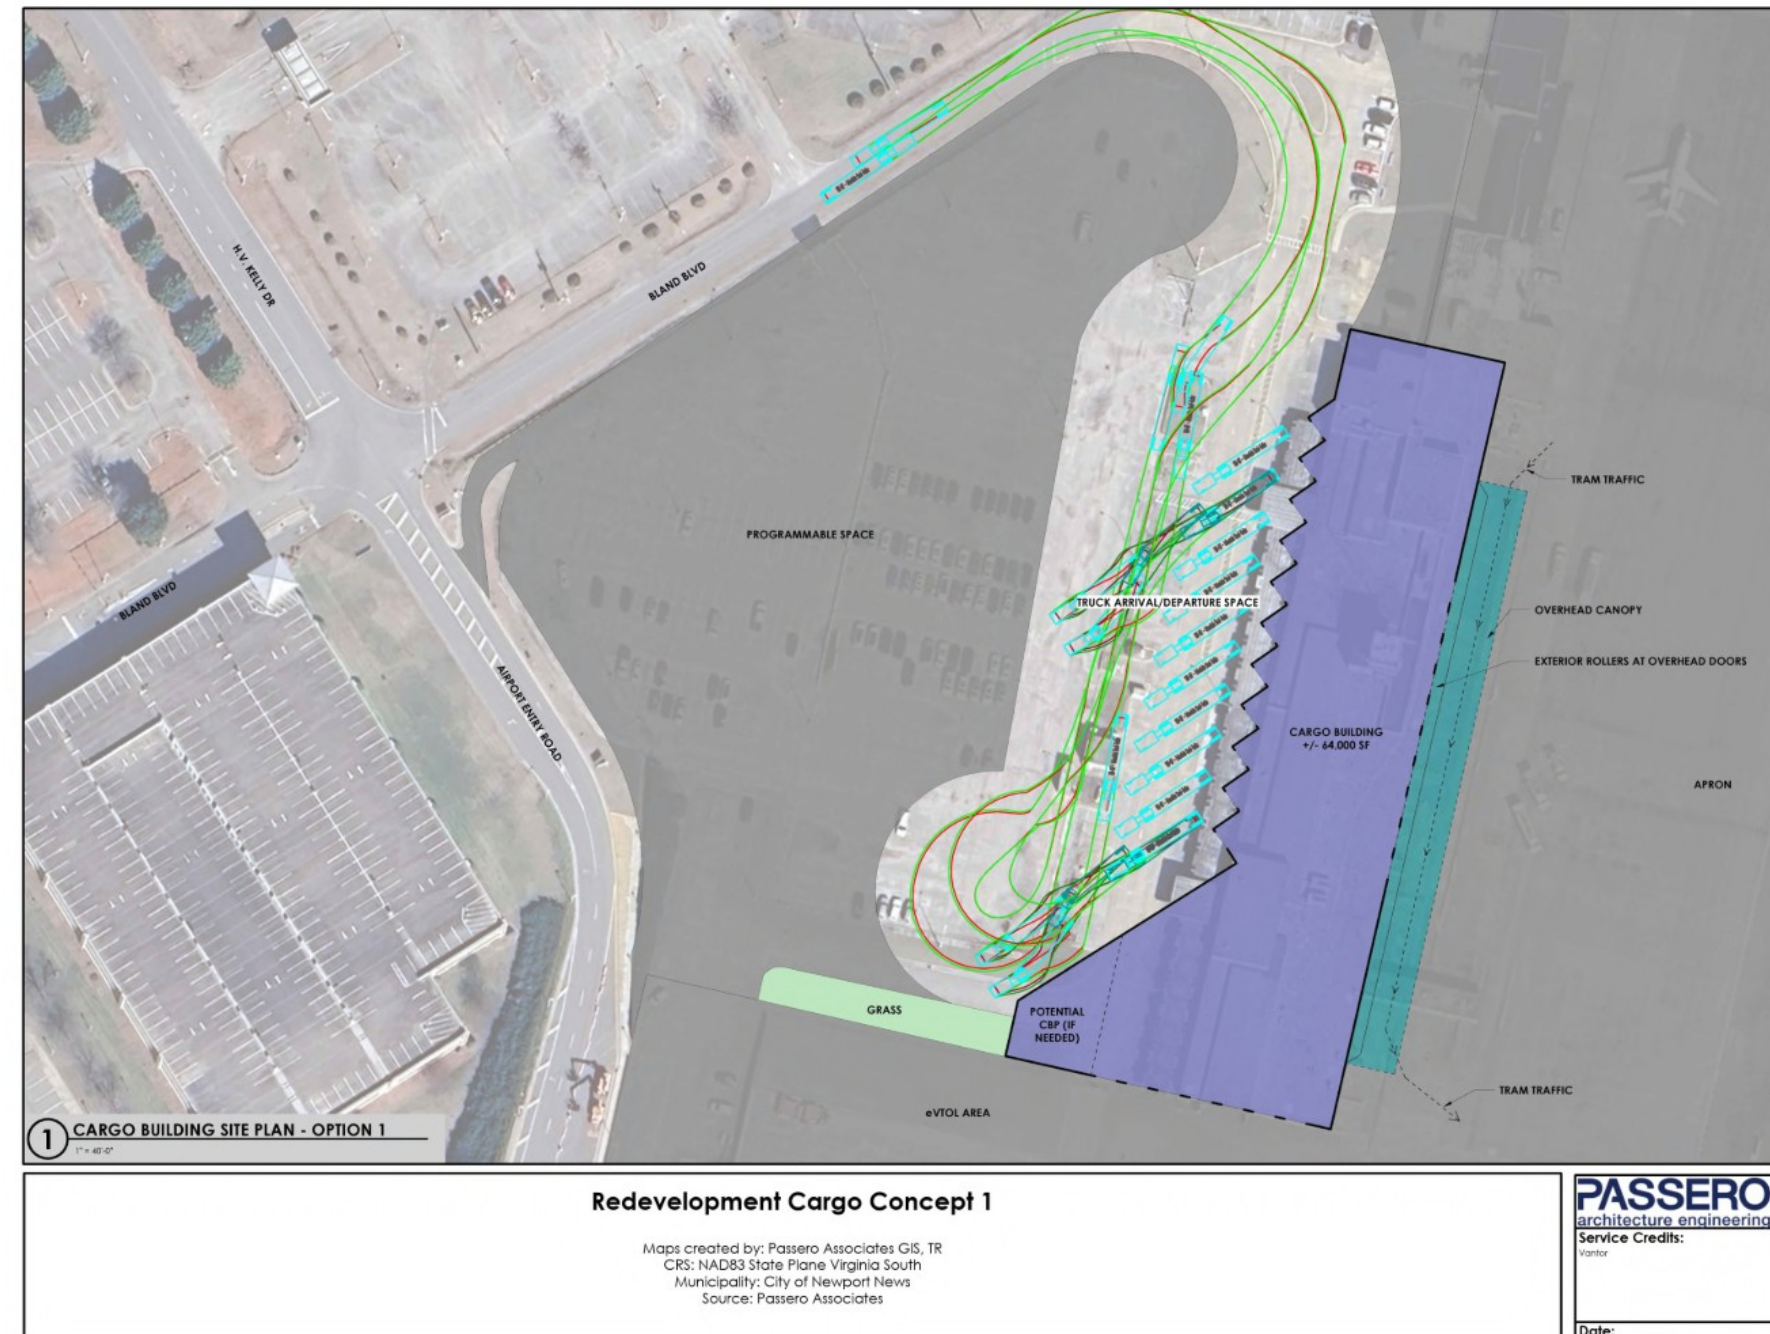 H.V. KELLY DR
BLAND BLVD
BLAND BLVD
AIRPORT ENTRY ROAD
PROGRAMMABLE SPACE
TRUCK ARRIVAL/DEPARTURE SPACE
TRAM TRAFFIC
OVERHEAD CANOPY
EXTERIOR ROLLERS AT OVERHEAD DOORS
CARGO BUILDING
+/- 64,000 SF
APRON
GRASS
POTENTIAL
CBP (IF
NEEDED)
eVTOL AREA
TRAM TRAFFIC
1 CARGO BUILDING SITE PLAN - OPTION 1
1" = 40'-0"
Redevelopment Cargo Concept 1
Maps created by: Passero Associates GIS, TR
CRS: NAD83 State Plane Virginia South
Municipality: City of Newport News
Source: Passero Associates
PASSERO
architecture engineering
Service Credits:
Vantor
Date: